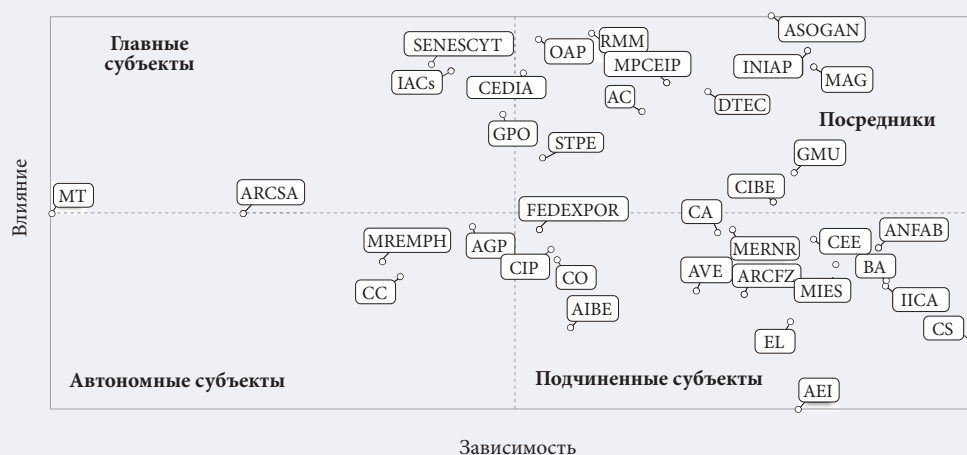 Главные
субъекты
SENESCYT
OAP
RMM
ASOGAN
IACs
CEDIA
MPCEIP
INIAP
MAG
AC
DTEC
GPO
STPE
Посредники
GMU
Влияние
MT
ARCSA
CIBE
FEDEXPOR
CA
MREMPH
AGP
CIP
MERNR
CEE
ANFAB
CC
CO
AVE
ARCFZ
BA
MIES
IICA
AIBE
EL
CS
Автономные субъекты
Подчиненные субъекты
AEI
Зависимость